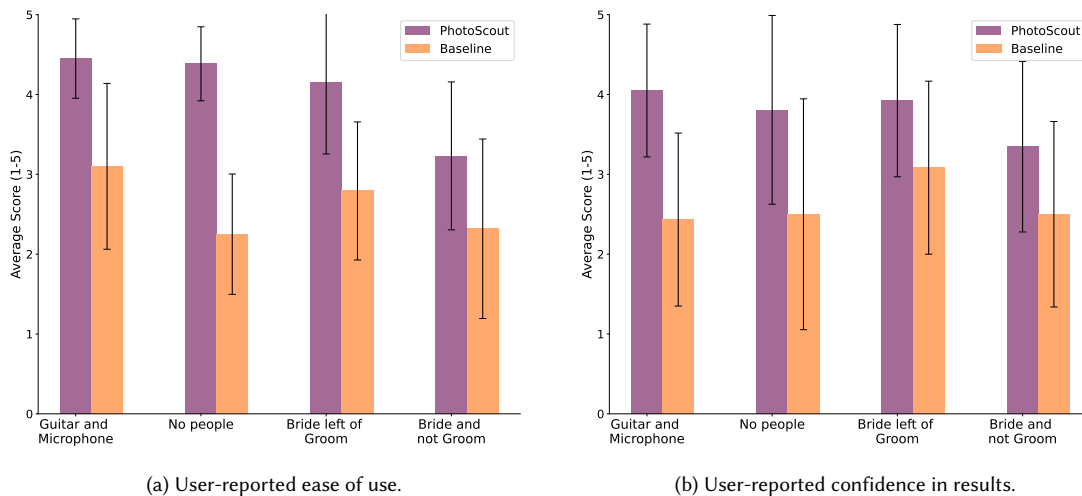 5
4
3
2
1
0
Average Score (1-5)
PhotoScout
Baseline
Guitar and
Microphone
No people
Bride left of
Groom
Bride and
not Groom
(a) User-reported ease of use.
5
4
3
2
1
0
Average Score (1-5)
PhotoScout
Baseline
Guitar and
Microphone
No people
Bride left of
Groom
Bride and
not Groom
(b) User-reported confidence in results.